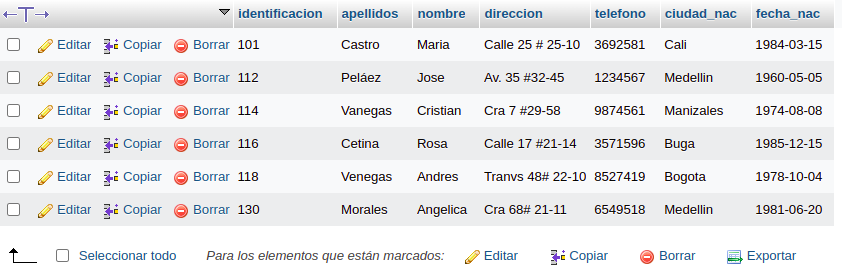 identificacion apellidos nombre direccion telefono ciudad_nac fecha_nac
Editar Copiar Borrar 101 Castro Maria Calle 25 # 25-10 3692581 Cali 1984-03-15
Editar Copiar Borrar 112 Peláez Jose Av. 35 #32-45 1234567 Medellin 1960-05-05
Editar Copiar Borrar 114 Vanegas Cristian Cra 7 #29-58 9874561 Manizales 1974-08-08
Editar Copiar Borrar 116 Cetina Rosa Calle 17 #21-14 3571596 Buga 1985-12-15
Editar Copiar Borrar 118 Venegas Andres Tranvs 48# 22-10 8527419 Bogota 1978-10-04
Editar Copiar Borrar 130 Morales Angelica Cra 68# 21-11 6549518 Medellin 1981-06-20
Seleccionar todo Para los elementos que están marcados: Editar Copiar Borrar Exportar